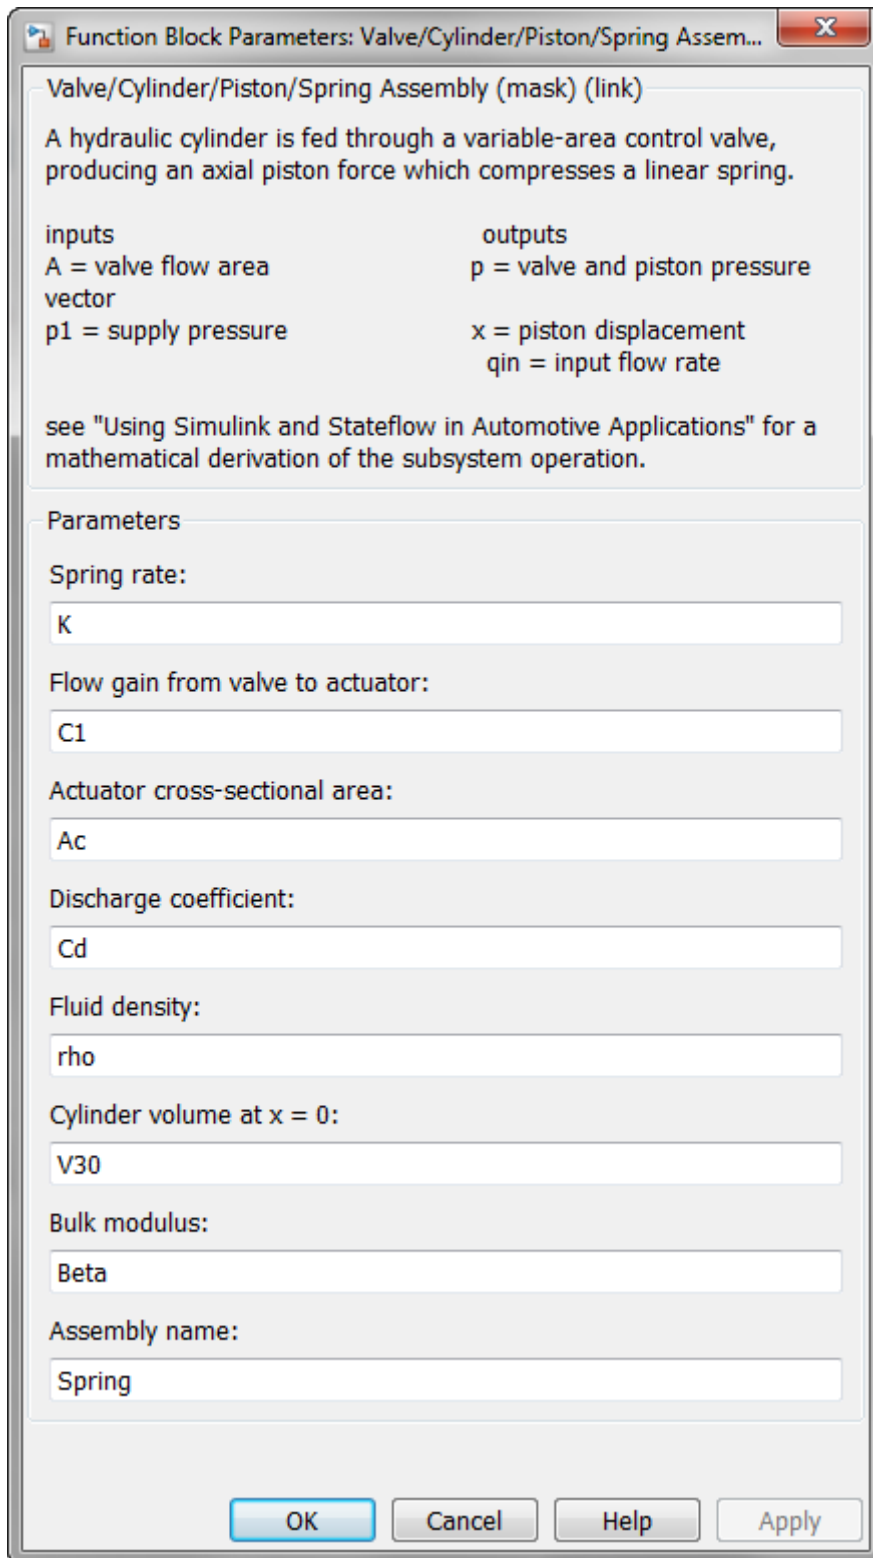 Function Block Parameters: Valve/Cylinder/Piston/Spring Assem...
Valve/Cylinder/Piston/Spring Assembly (mask) (link)
A hydraulic cylinder is fed through a variable-area control valve,
producing an axial piston force which compresses a linear spring.
inputs outputs
A = valve flow area p = valve and piston pressure
vector
p1 = supply pressure x = piston displacement
qin = input flow rate
see "Using Simulink and Stateflow in Automotive Applications" for a
mathematical derivation of the subsystem operation.
Parameters
Spring rate:
K
Flow gain from valve to actuator:
C1
Actuator cross-sectional area:
Ac
Discharge coefficient:
Cd
Fluid density:
rho
Cylinder volume at x = 0:
V30
Bulk modulus:
Beta
Assembly name:
Spring
OK Cancel Help Apply